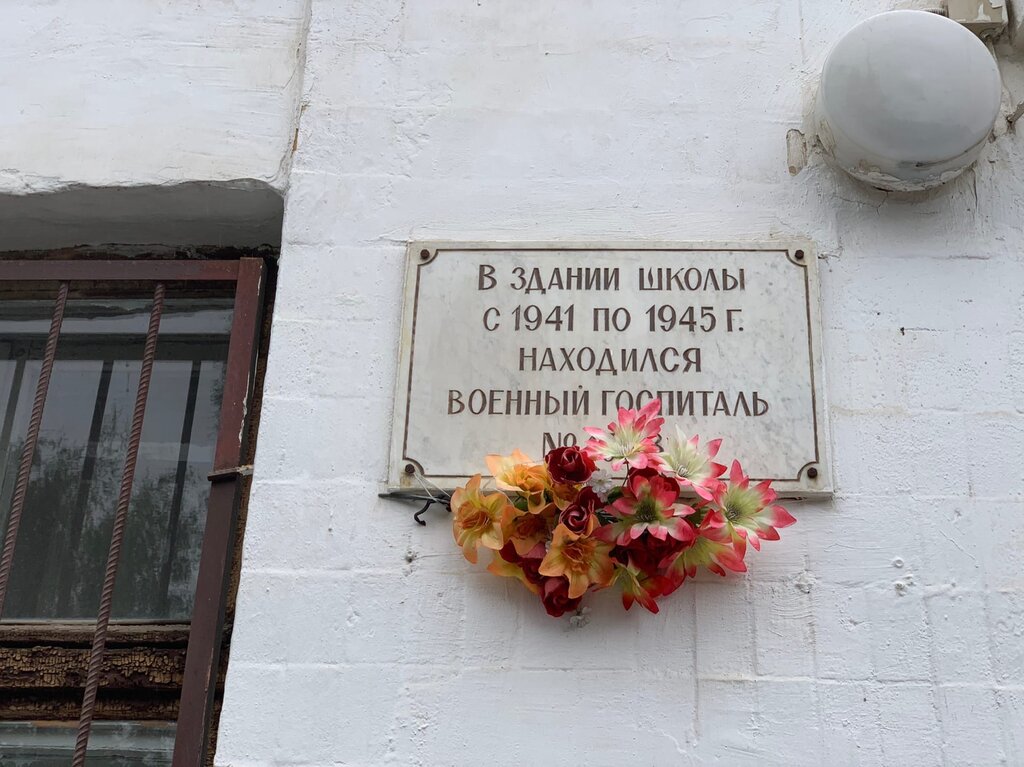 В ЗДАНИИ ШКОЛЫ
С 1941 ПО 1945 Г.
НАХОДИЛСЯ
ВОЕННЫЙ ГОСПИТАЛЬ
№